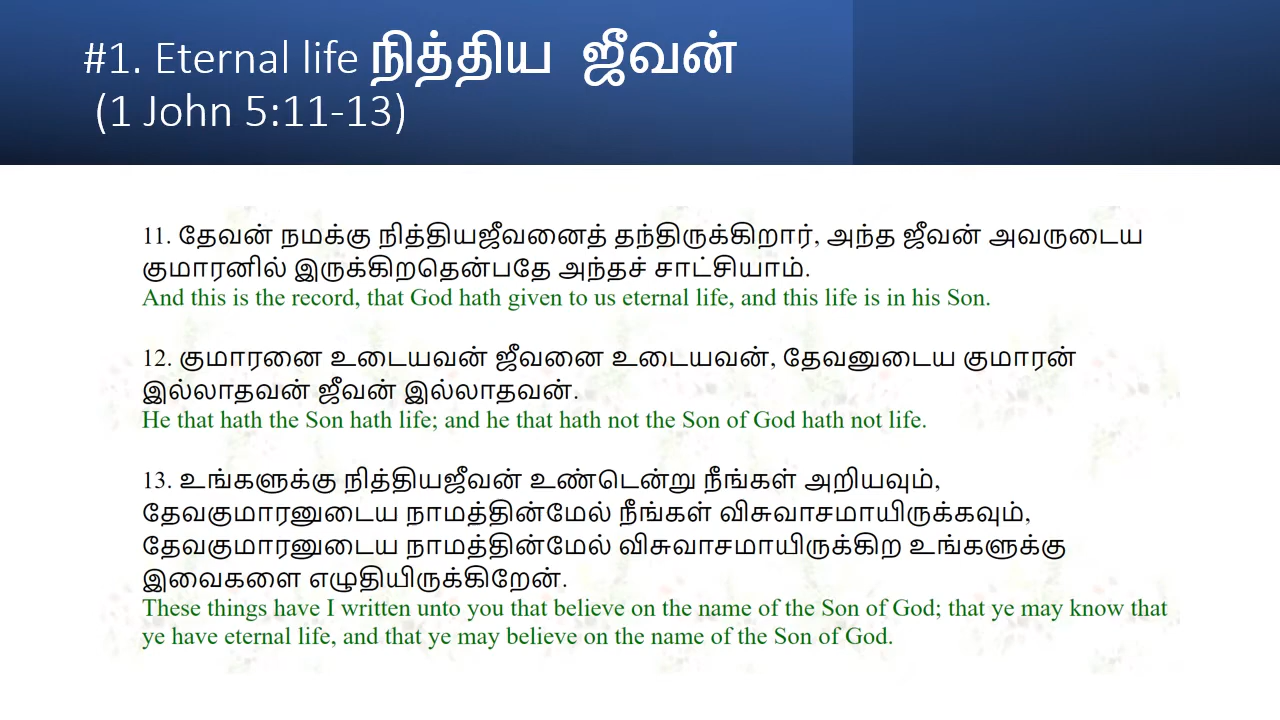 #1. Eternal life நித்திய ஜீவன்
(1 John 5:11-13)
11. தேவன் நமக்கு நித்தியஜீவனைத் தந்திருக்கிறார், அந்த ஜீவன் அவருடைய
குமாரனில் இருக்கிறதென்பதே அந்தச் சாட்சியாம்.
And this is the record, that God hath given to us eternal life, and this life is in his Son.
12. குமாரனை உடையவன் ஜீவனை உடையவன், தேவனுடைய குமாரன்
இல்லாதவன் ஜீவன் இல்லாதவன்.
He that hath the Son hath life; and he that hath not the Son of God hath not life.
13. உங்களுக்கு நித்தியஜீவன் உண்டென்று நீங்கள் அறியவும்,
தேவகுமாரனுடைய நாமத்தின்மேல் நீங்கள் விசுவாசமாயிருக்கவும்,
தேவகுமாரனுடைய நாமத்தின்மேல் விசுவாசமாயிருக்கிற உங்களுக்கு
இவைகளை எழுதியிருக்கிறேன்.
These things have I written unto you that believe on the name of the Son of God; that ye may know that
ye have eternal life, and that ye may believe on the name of the Son of God.